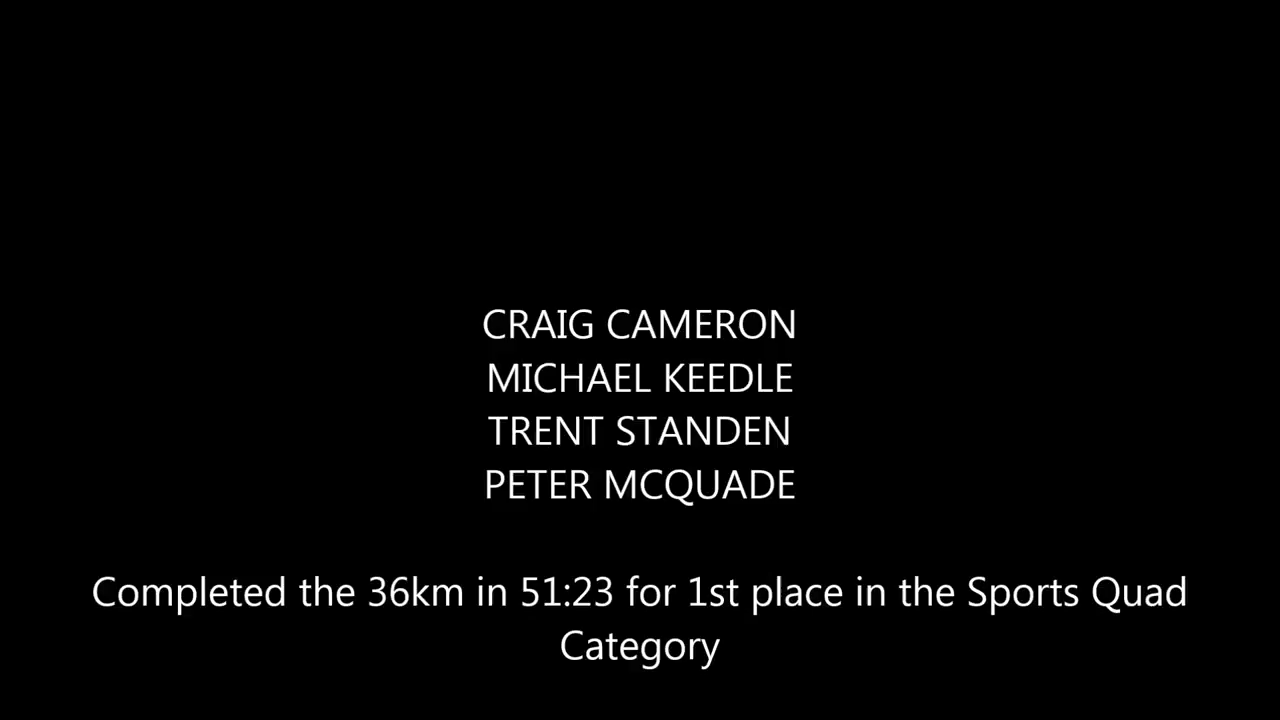 CRAIG CAMERON
MICHAEL KEEDLE
TRENT STANDEN
PETER MCQUADE
Completed the 36km in 51:23 for 1st place in the Sports Quad
Category